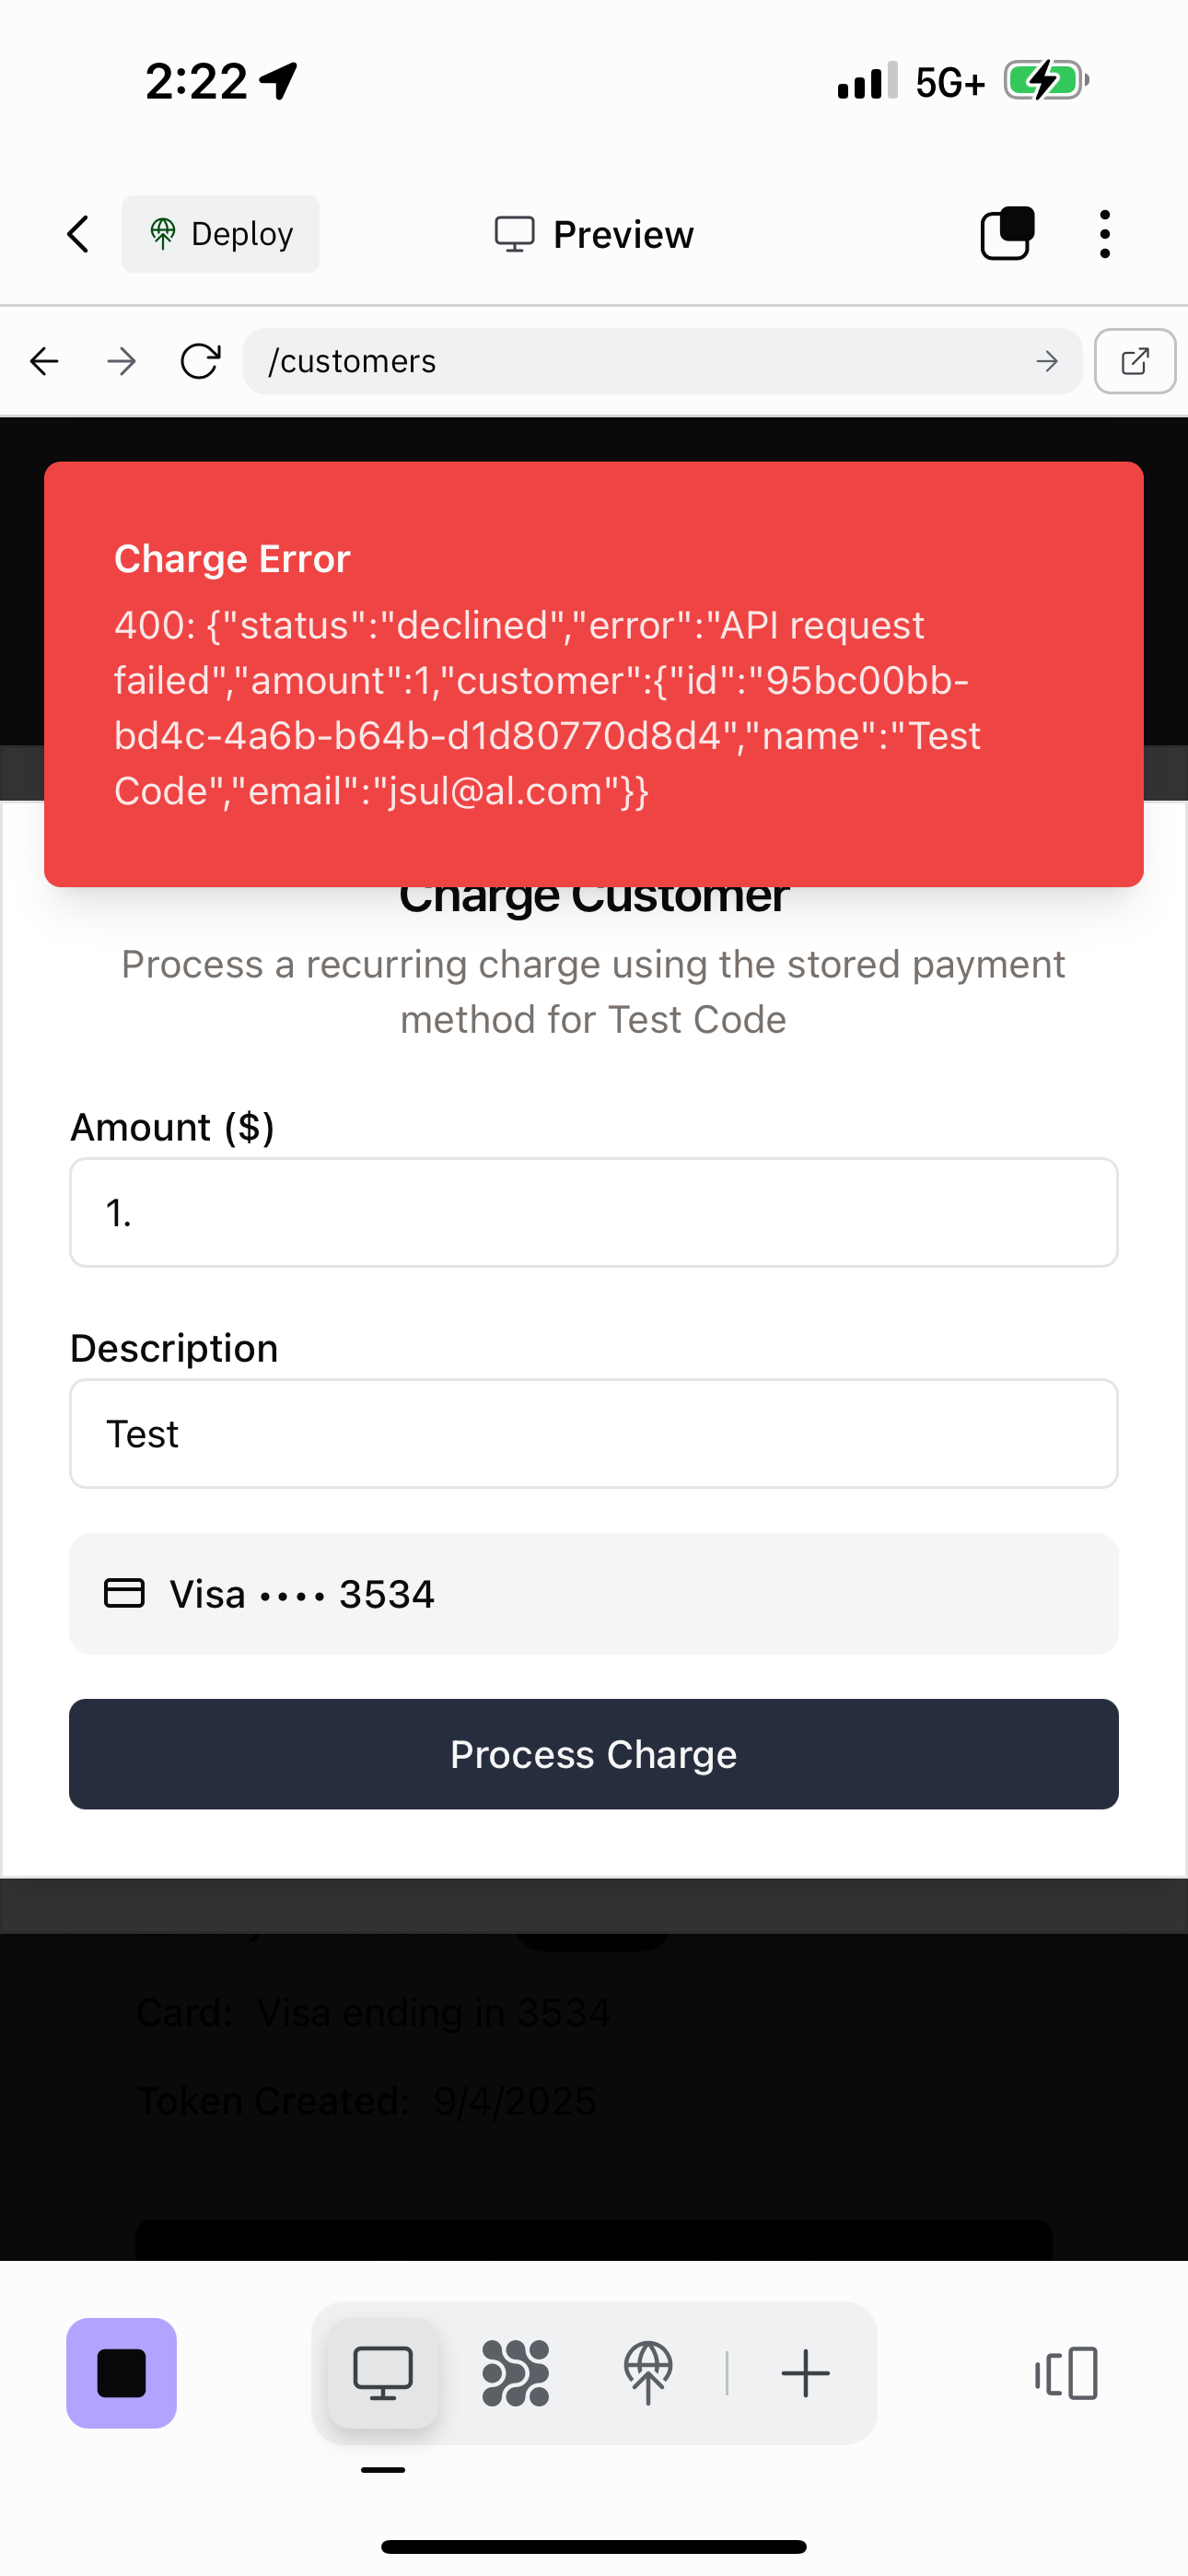 2:22
5G+
Deploy
Preview
/customers
Charge Error
400: {"status":"declined","error":"API request
failed","amount":1,"customer":{"id":"95bc00bb-
bd4c-4a6b-b64b-d1d80770d8d4","name":"Test
Code","email":"jsul@al.com"}}
Charge Customer
Process a recurring charge using the stored payment
method for Test Code
Amount ($)
1.
Description
Test
Visa •••• 3534
Process Charge
Card: Visa ending in 3534
Token Created: 9/4/2025